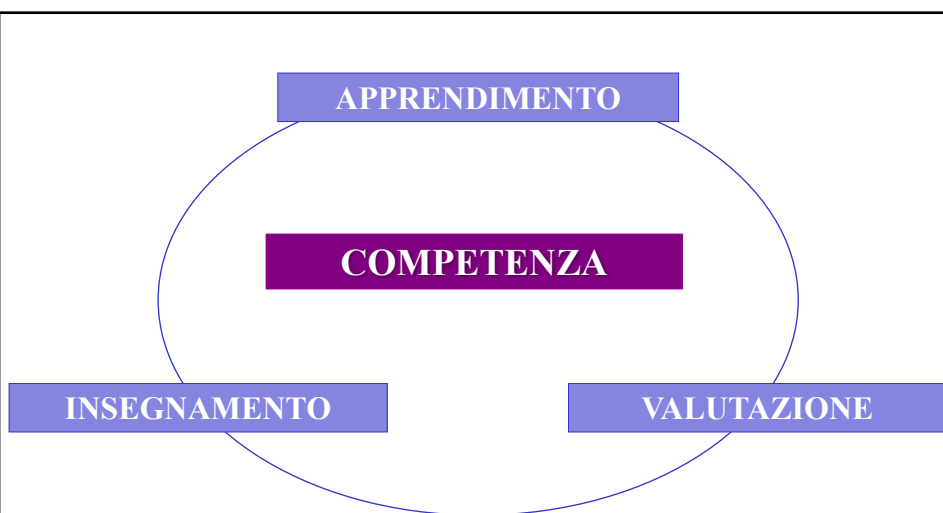 APPRENDIMENTO
COMPETENZA
INSEGNAMENTO
VALUTAZIONE